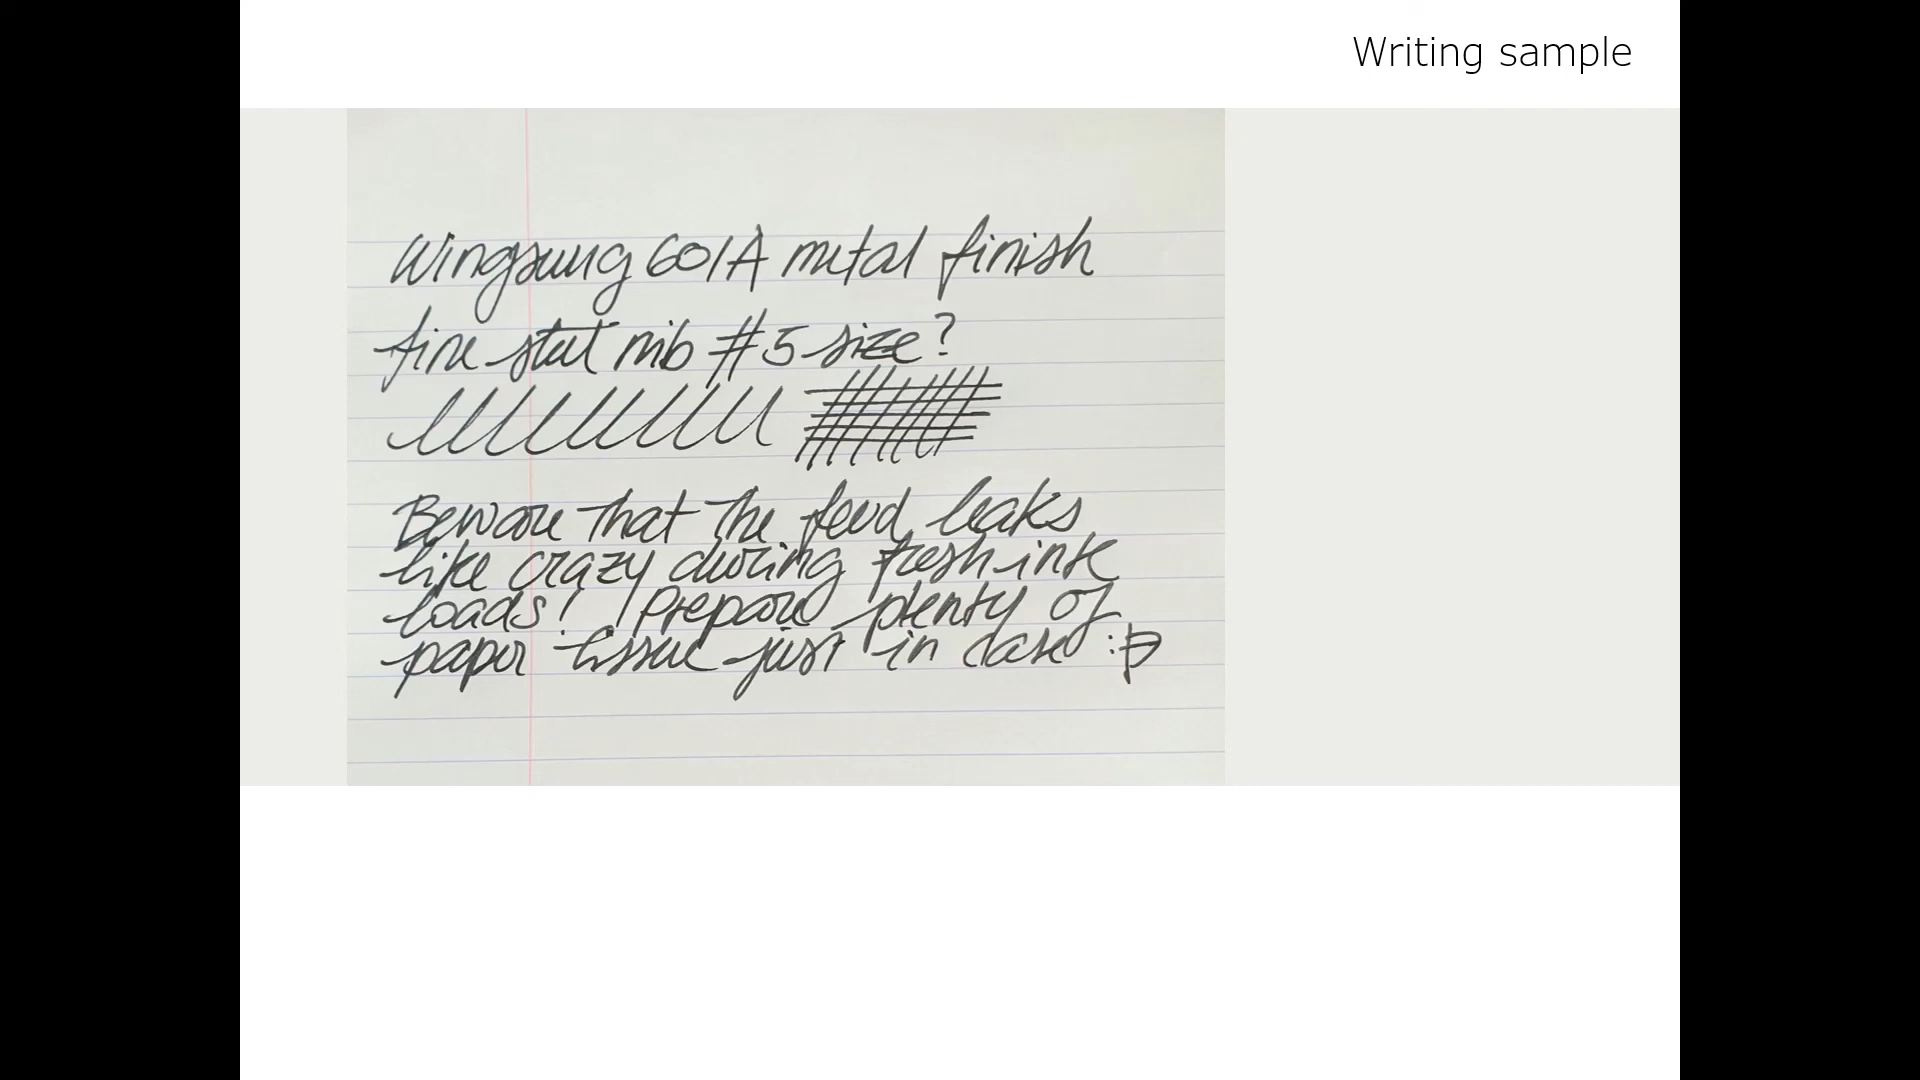 Writing sample
Wingsung 601A metal finish
fine steel nib #5 size?
Beware that the feed leaks
like crazy during fresh ink
loads! Prepare plenty of
paper tissue just in case :P